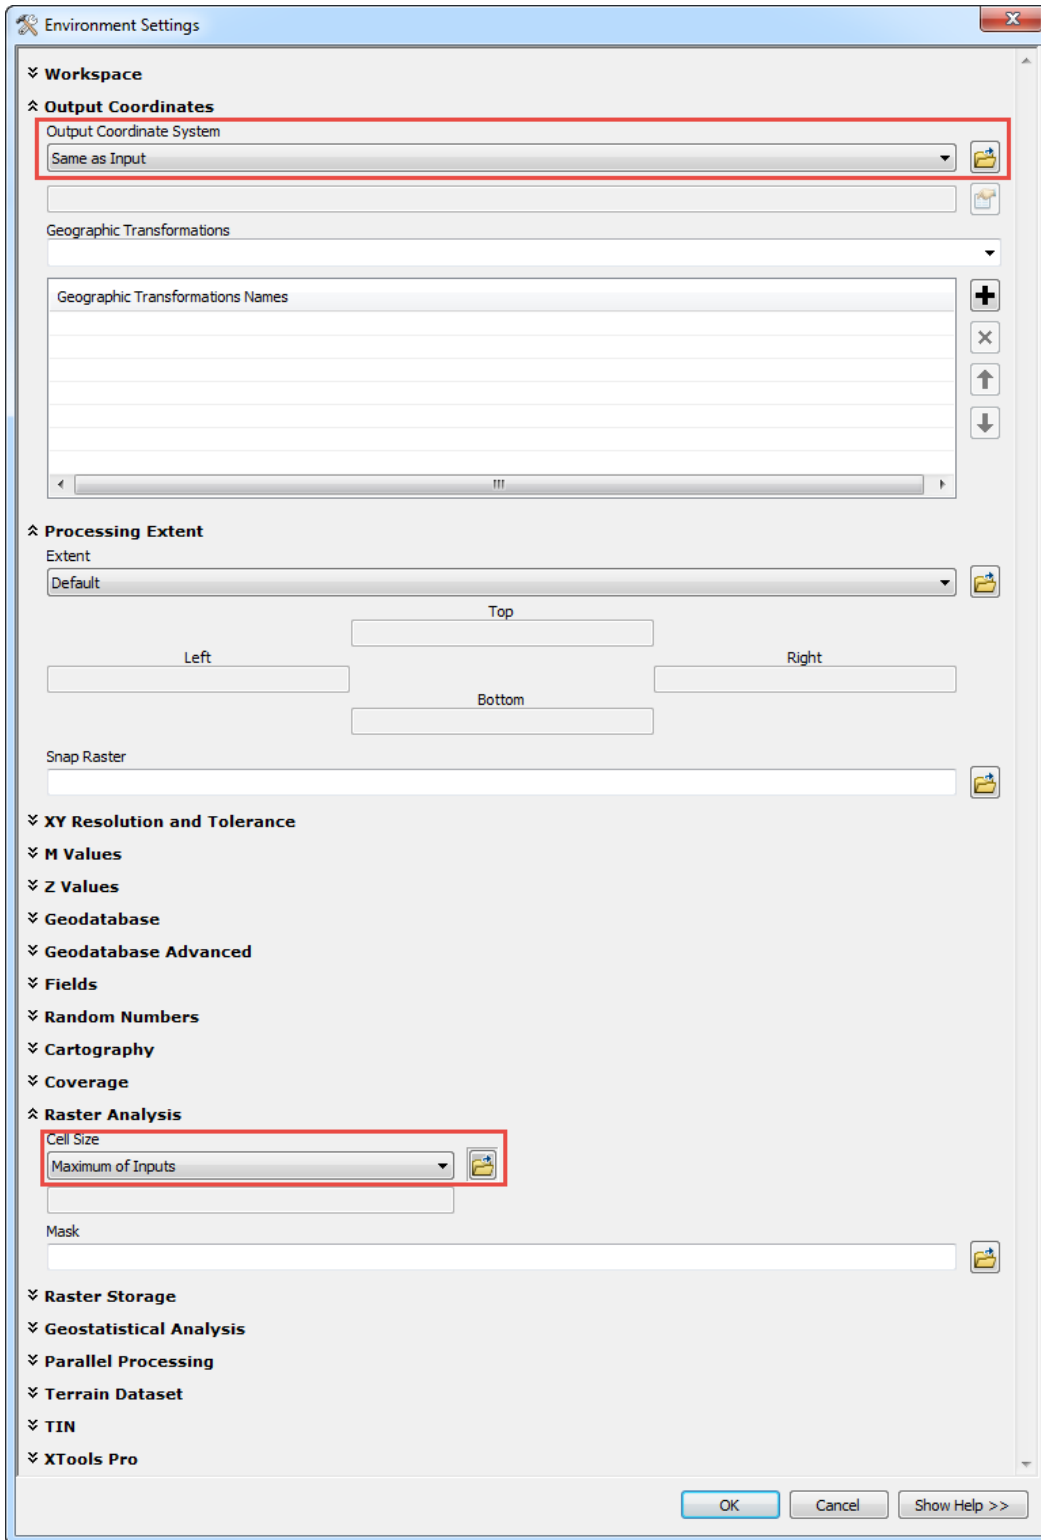 Environment Settings
Workspace
Output Coordinates
Output Coordinate System
Same as Input
Geographic Transformations
Geographic Transformations Names
Processing Extent
Extent
Default
Top
Left Right
Bottom
Snap Raster
XY Resolution and Tolerance
M Values
Z Values
Geodatabase
Geodatabase Advanced
Fields
Random Numbers
Cartography
Coverage
Raster Analysis
Cell Size
Maximum of Inputs
Mask
Raster Storage
Geostatistical Analysis
Parallel Processing
Terrain Dataset
TIN
XTools Pro
OK Cancel Show Help >>